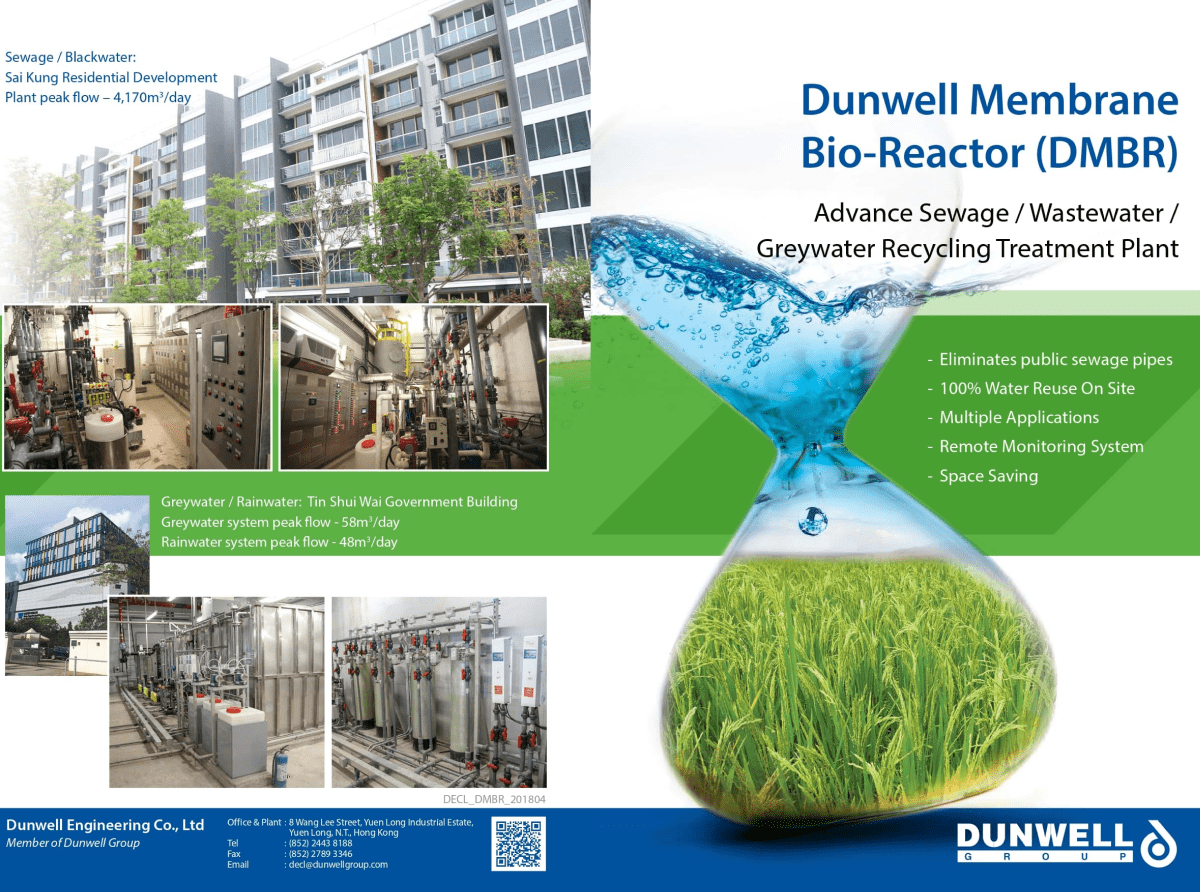 Sewage / Blackwater:
Sai Kung Residential Development
Plant peak flow – 4,170m³/day
Greywater / Rainwater: Tin Shui Wai Government Building
Greywater system peak flow - 58m³/day
Rainwater system peak flow - 48m³/day
DECL_DMBR_201804
Dunwell Engineering Co., Ltd
Member of Dunwell Group
Office & Plant : 8 Wang Lee Street, Yuen Long Industrial Estate,
Yuen Long, N.T., Hong Kong
Tel : (852) 2443 8188
Fax : (852) 2789 3346
Email : decl@dunwellgroup.com
Dunwell Membrane
Bio-Reactor (DMBR)
Advance Sewage / Wastewater /
Greywater Recycling Treatment Plant
- Eliminates public sewage pipes
- 100% Water Reuse On Site
- Multiple Applications
- Remote Monitoring System
- Space Saving
DUNWELL
GROUP